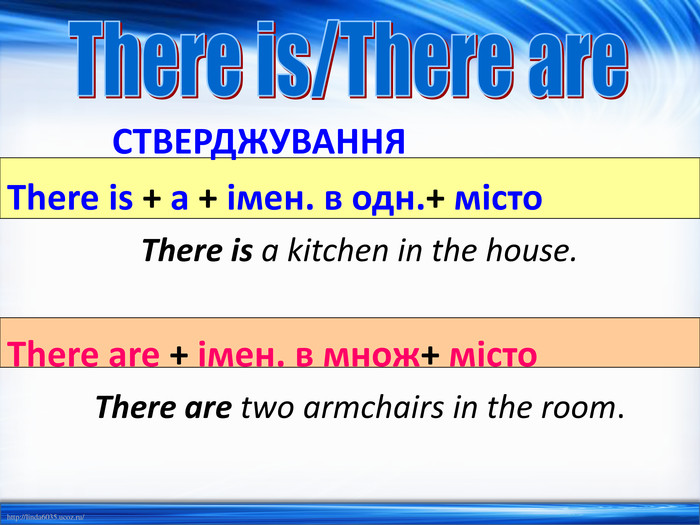 There is/There are
СТВЕРДЖУВАННЯ
There is + a + імен. в одн.+ місто
There is a kitchen in the house.
There are + імен. в множ+ місто
There are two armchairs in the room.
http://linda6035.ucoz.ru/